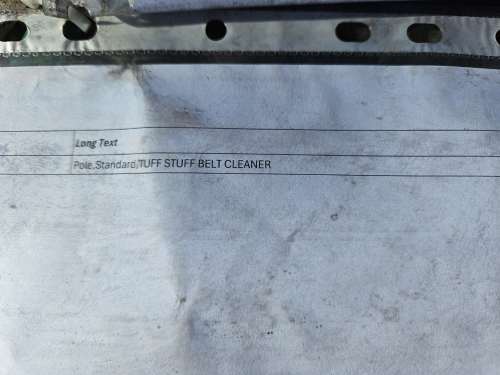 Long Text
Pole,Standard,TUFF STUFF BELT CLEANER